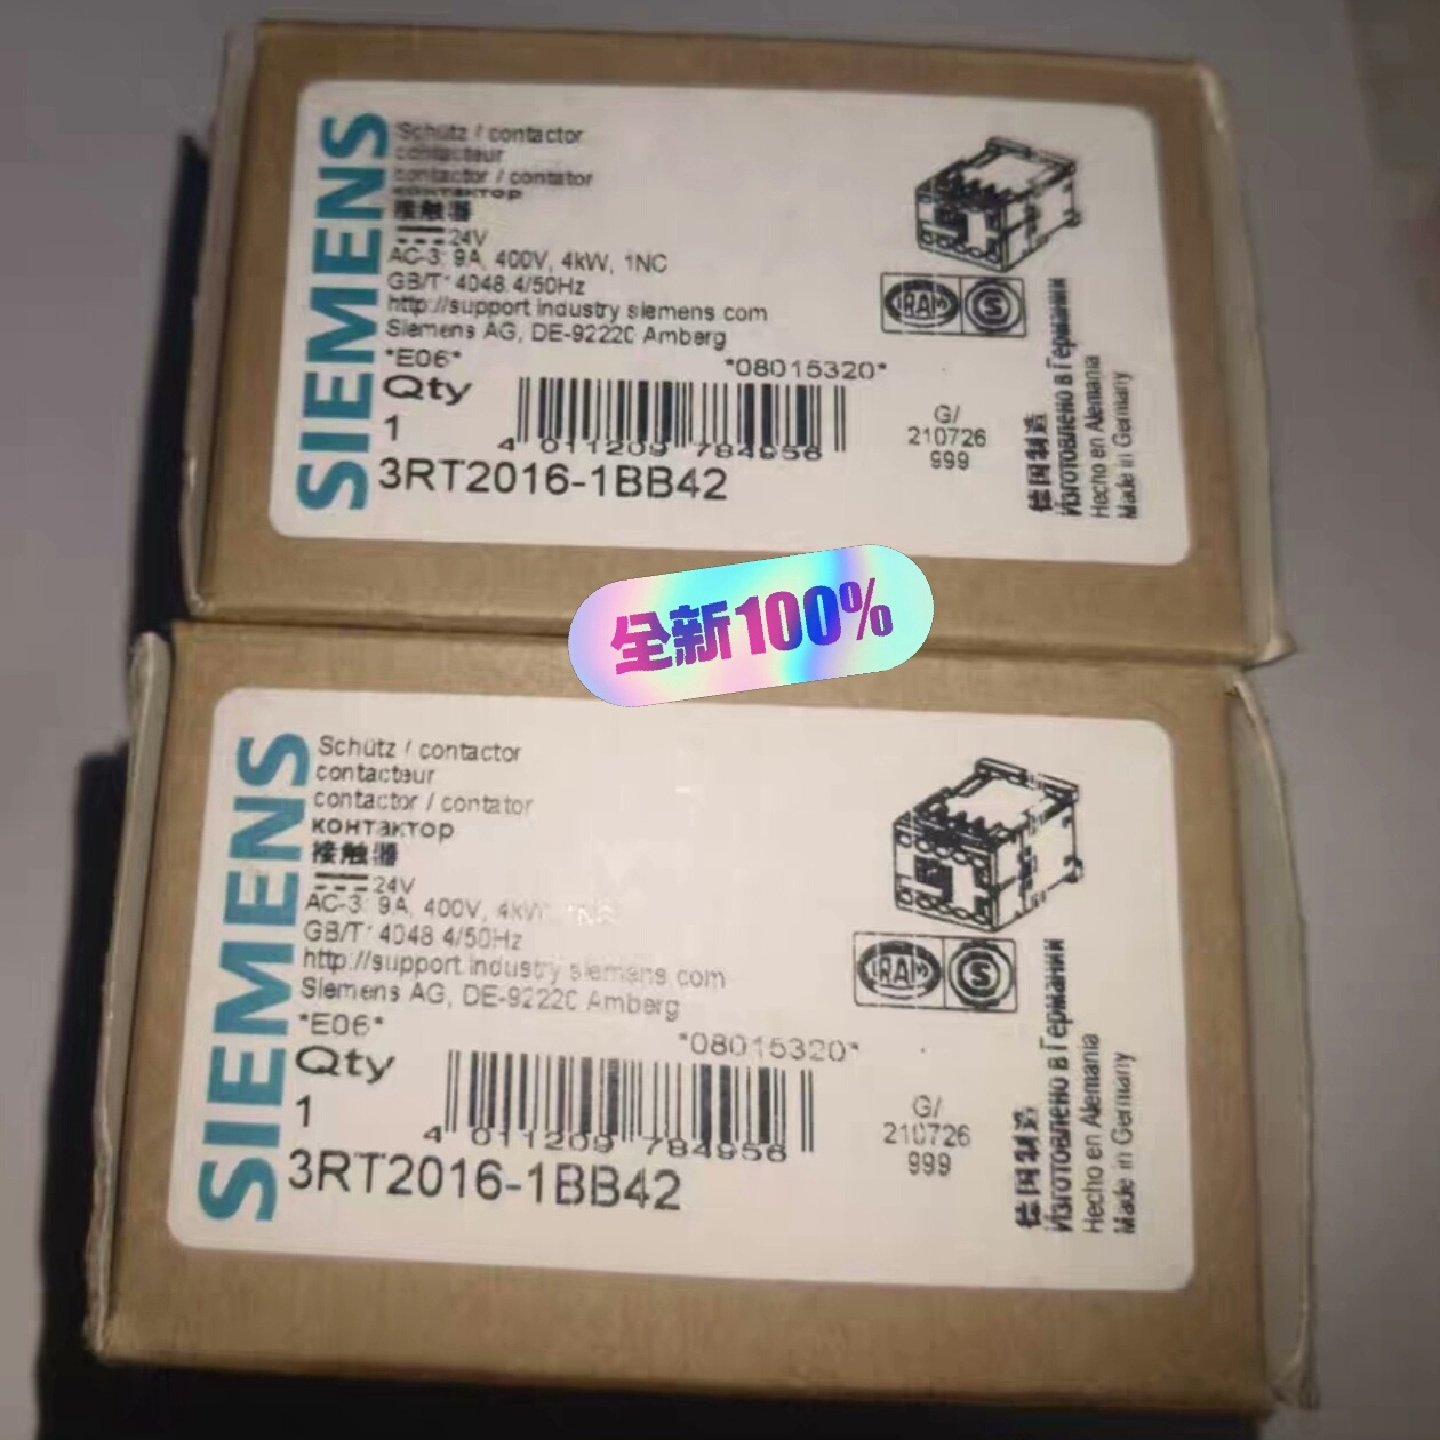 SIEMENS
Schütz / contactor
contacteur
contactor / contator
контактор
接触器
24V
AC-3: 9A, 400V, 4kW, 1NC
GB/T 14048.4/50Hz
http://support.industry.siemens.com
Siemens AG, DE-92220 Amberg
*E06*
*08015320*
Qty
1
4 011209 784956
3RT2016-1BB42
IRAM
S
G/
210726
999
德国制造
Изготовлено в Германии
Hecho en Alemania
Made in Germany
全新100%
SIEMENS
Schütz / contactor
contacteur
contactor / contator
контактор
接触器
24V
AC-3: 9A, 400V, 4kW,
GB/T 14048.4/50Hz
http://support.industry.siemens.com
Siemens AG, DE-92220 Amberg
*E06*
*08015320*
Qty
1
4 011209 784956
3RT2016-1BB42
IRAM
S
G/
210726
999
德国制造
Изготовлено в Германии
Hecho en Alemania
Made in Germany